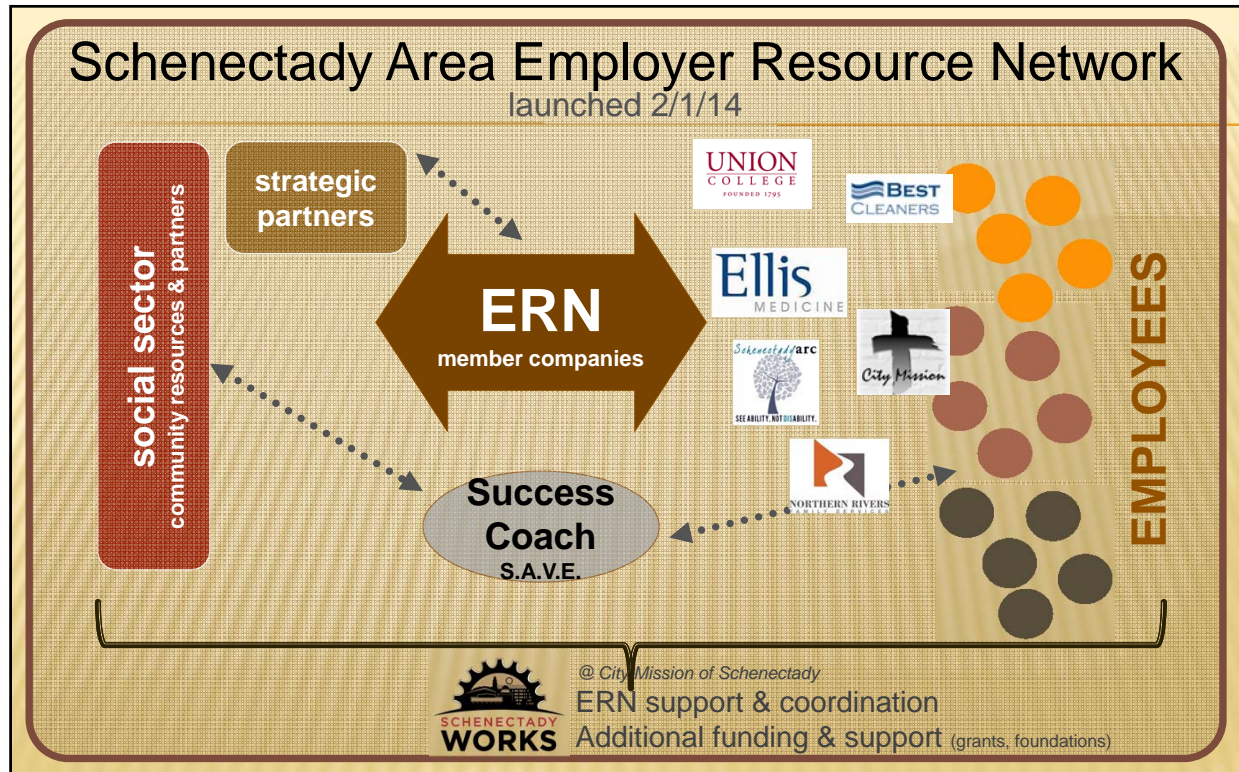 Schenectady Area Employer Resource Network
launched 2/1/14
social sector
community resources & partners
strategic
partners
ERN
member companies
Success
Coach
S.A.V.E.
UNION
COLLEGE
FOUNDED 1795
BEST
CLEANERS
Ellis
MEDICINE
Schenectady arc
SEE ABILITY, NOT DISABILITY.
City Mission
NORTHERN RIVERS
FAMILY SERVICES
EMPLOYEES
SCHENECTADY
WORKS
@ City Mission of Schenectady
ERN support & coordination
Additional funding & support (grants, foundations)